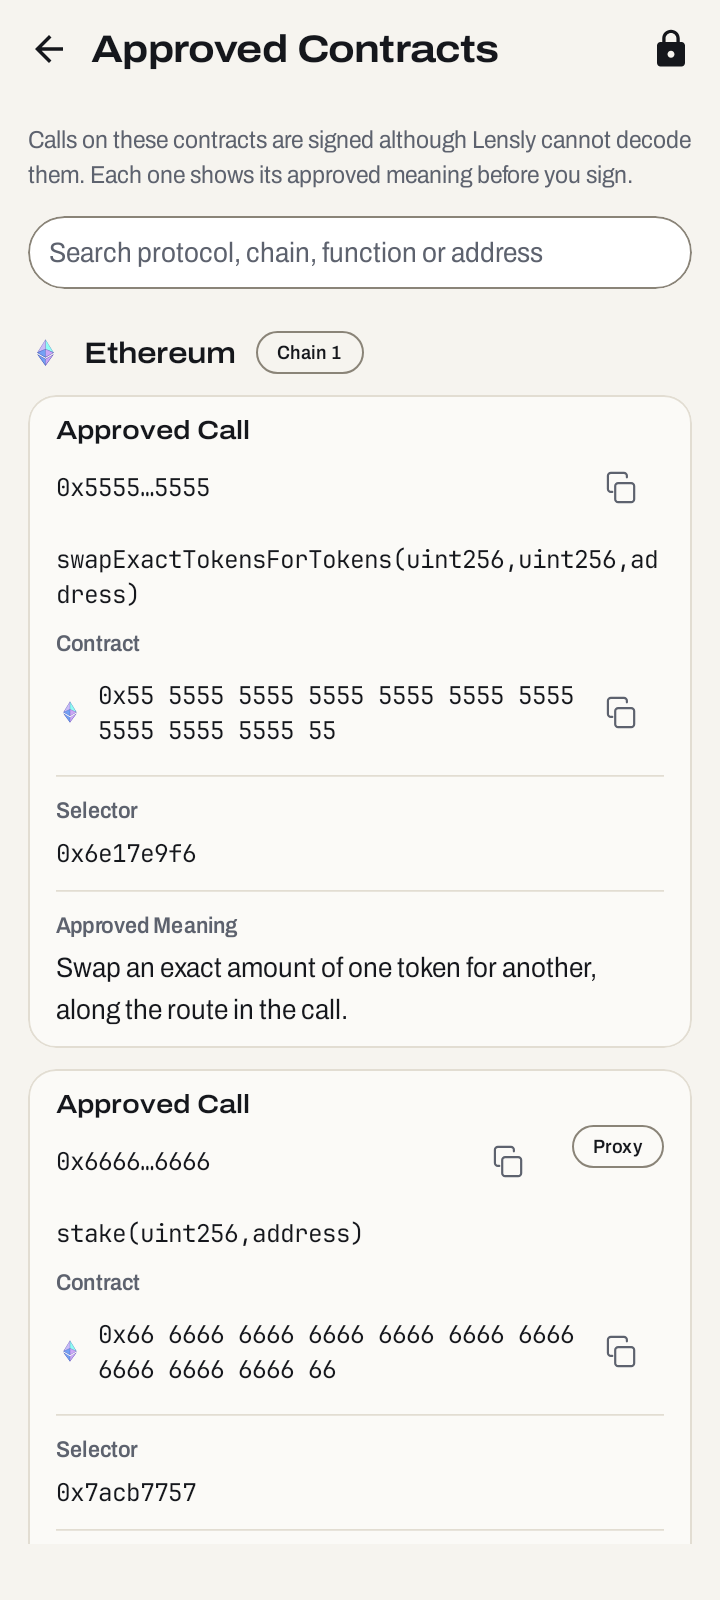 Approved Contracts
Calls on these contracts are signed although Lensly cannot decode
them. Each one shows its approved meaning before you sign.
Search protocol, chain, function or address
Ethereum
Chain 1
Approved Call
0x5555…5555
swapExactTokensForTokens(uint256,uint256,ad
dress)
Contract
0x55 5555 5555 5555 5555 5555 5555
5555 5555 5555 55
Selector
0x6e17e9f6
Approved Meaning
Swap an exact amount of one token for another,
along the route in the call.
Approved Call
Proxy
0x6666…6666
stake(uint256,address)
Contract
0x66 6666 6666 6666 6666 6666 6666
6666 6666 6666 66
Selector
0x7acb7757